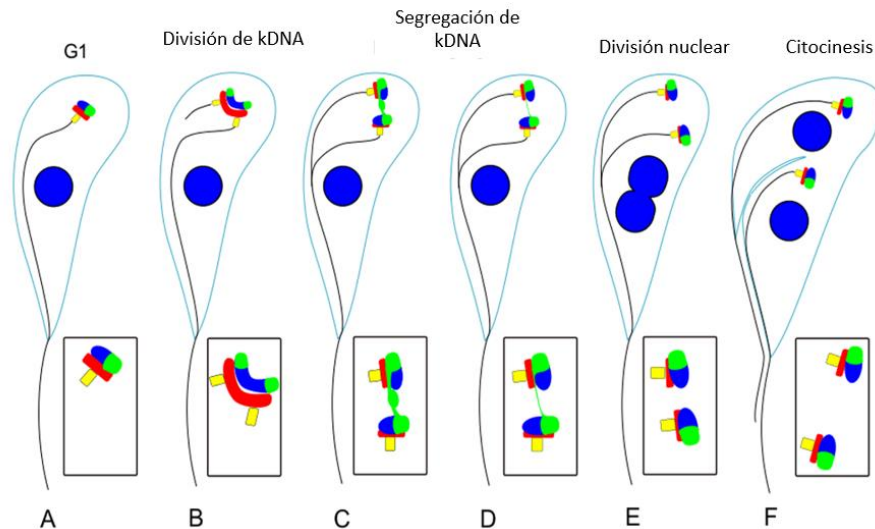 G1
División de kDNA
Segregación de
kDNA
División nuclear
Citocinesis
A
B
C
D
E
F